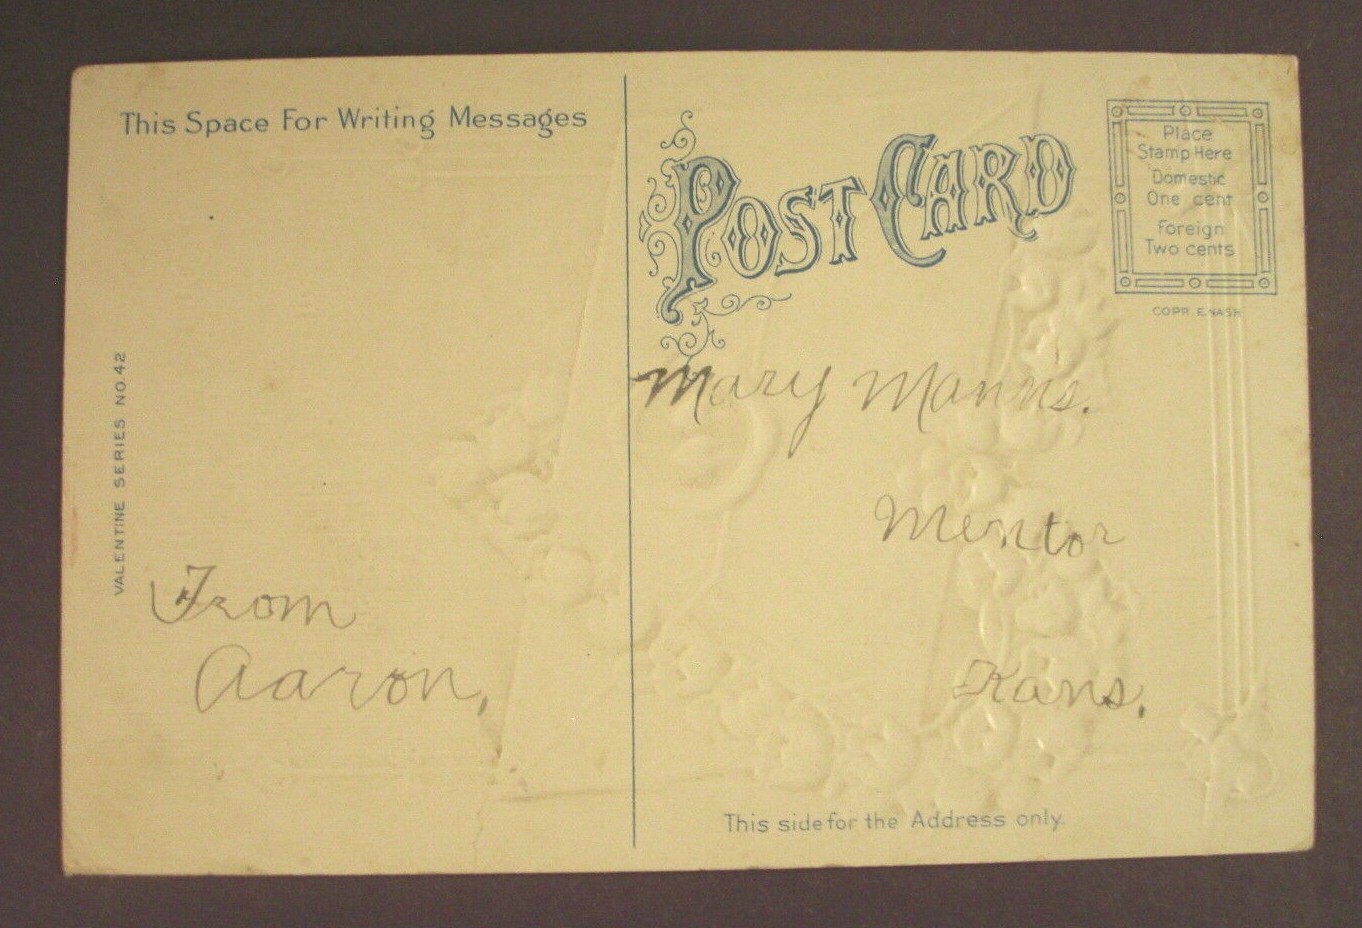 This Space For Writing Messages
VALENTINE SERIES NO.42
From
Aaron,
POST CARD
Place
Stamp Here
Domestic
One cent
Foreign
Two cents
COPR. E. NASH
Mary Manns.
Mentor
Kans.
This side for the Address only.